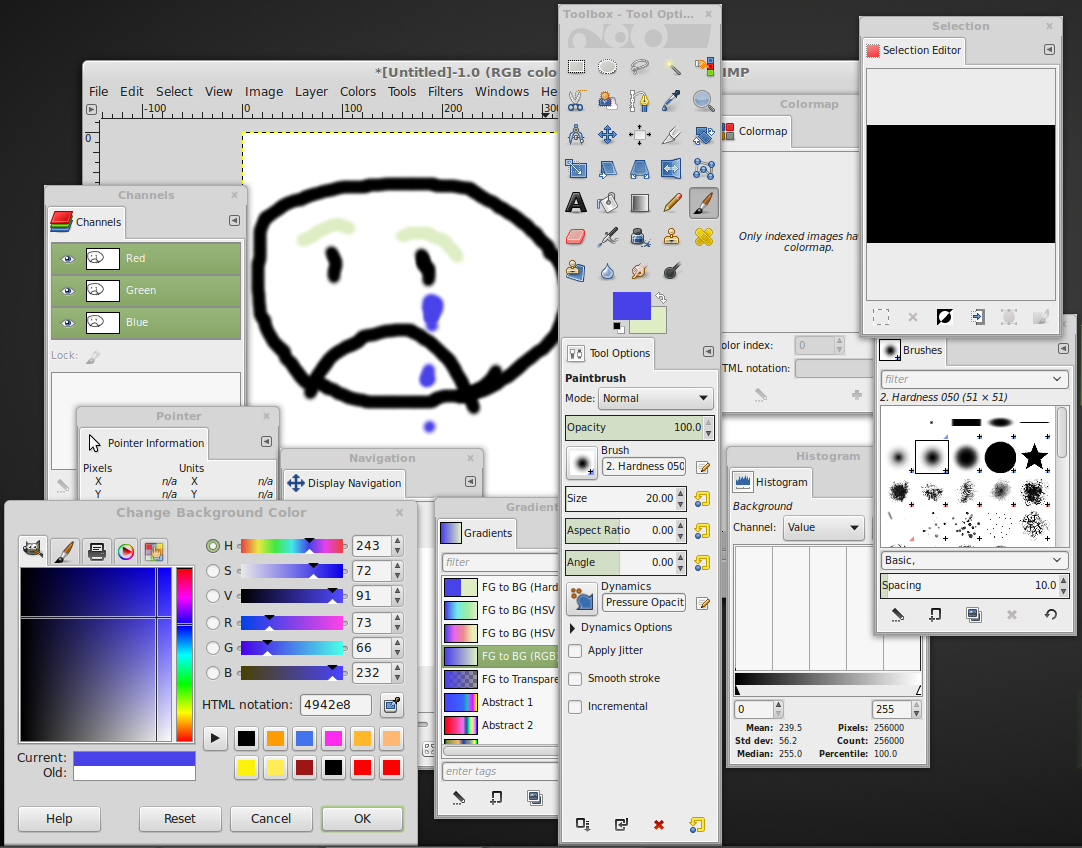 Toolbox - Tool Opti...
Selection
Selection Editor
*[Untitled]-1.0 (RGB colo
IMP
File Edit Select View Image Layer Colors Tools Filters Windows He
-100 0 100 200 300
0
Colormap
Colormap
Only indexed images ha
colormap.
olor index: 0
TML notation:
Channels
Channels
Red
Green
Blue
Lock:
Pointer
Pointer Information
Pixels Units
X n/a X n/a
Y n/a Y n/a
Navigation
Display Navigation
Tool Options
Paintbrush
Mode: Normal
Opacity 100.0
Brush
2. Hardness 050
Size 20.00
Aspect Ratio 0.00
Angle 0.00
Dynamics
Pressure Opacit
Dynamics Options
Apply Jitter
Smooth stroke
Incremental
Brushes
filter
2. Hardness 050 (51 × 51)
Basic,
Spacing 10.0
Histogram
Histogram
Background
Channel: Value
0 255
Mean: 239.5 Pixels: 256000
Std dev: 56.2 Count: 256000
Median: 255.0 Percentile: 100.0
Gradient
Gradients
filter
FG to BG (Hard
FG to BG (HSV
FG to BG (HSV
FG to BG (RGB
FG to Transpare
Abstract 1
Abstract 2
enter tags
Change Background Color
H 243
S 72
V 91
R 73
G 66
B 232
HTML notation: 4942e8
Current:
Old:
Help Reset Cancel OK